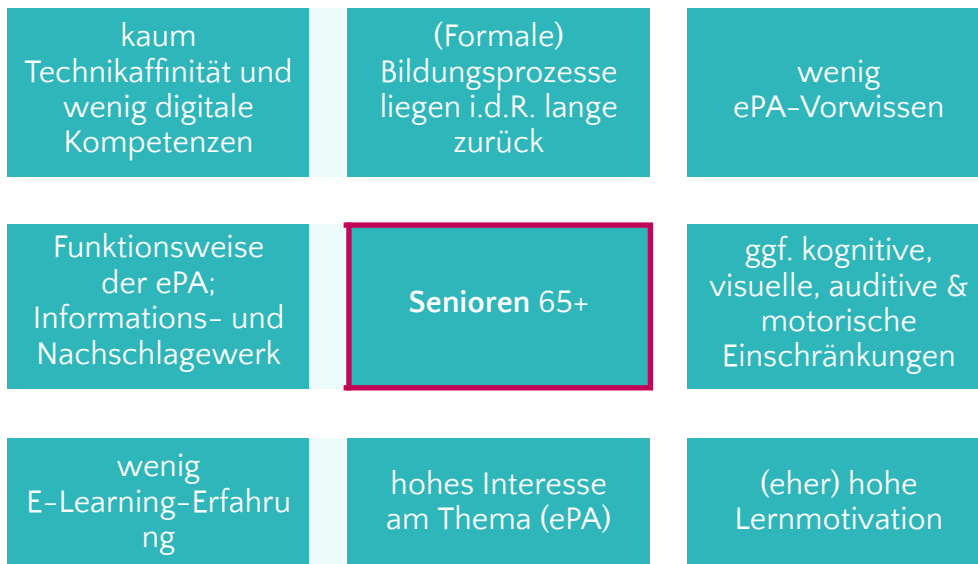 kaum
Technikaffinität und
wenig digitale
Kompetenzen
(Formale)
Bildungsprozesse
liegen i.d.R. lange
zurück
wenig
ePA-Vorwissen
Funktionsweise
der ePA;
Informations- und
Nachschlagewerk
Senioren 65+
ggf. kognitive,
visuelle, auditive &
motorische
Einschränkungen
wenig
E-Learning-Erfahru
ng
hohes Interesse
am Thema (ePA)
(eher) hohe
Lernmotivation